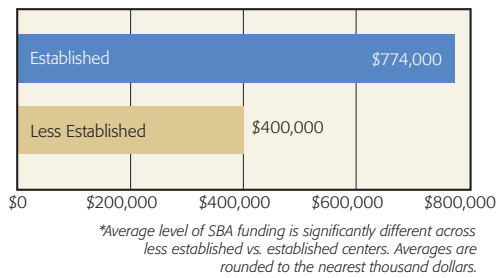 Established $774,000
Less Established $400,000
$0 $200,000 $400,000 $600,000 $800,000
*Average level of SBA funding is significantly different across
less established vs. established centers. Averages are
rounded to the nearest thousand dollars.